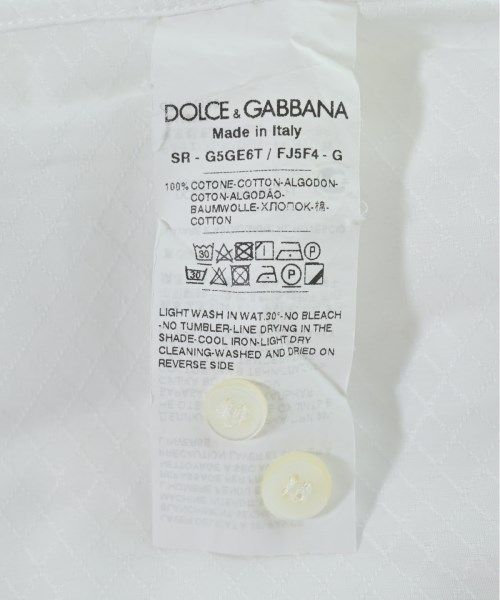 DOLCE & GABBANA
Made in Italy
SR - G5GE6T / FJ5F4 - G
100% COTONE-COTTON-ALGODON-
COTON-ALGODÃO-
BAUMWOLLE-ХЛОПОК-棉-
COTTON
30 P
30 P
LIGHT WASH IN WAT.30°-NO BLEACH
-NO TUMBLER-LINE DRYING IN THE
SHADE-COOL IRON-LIGHT DRY
CLEANING-WASHED AND DRIED ON
REVERSE SIDE